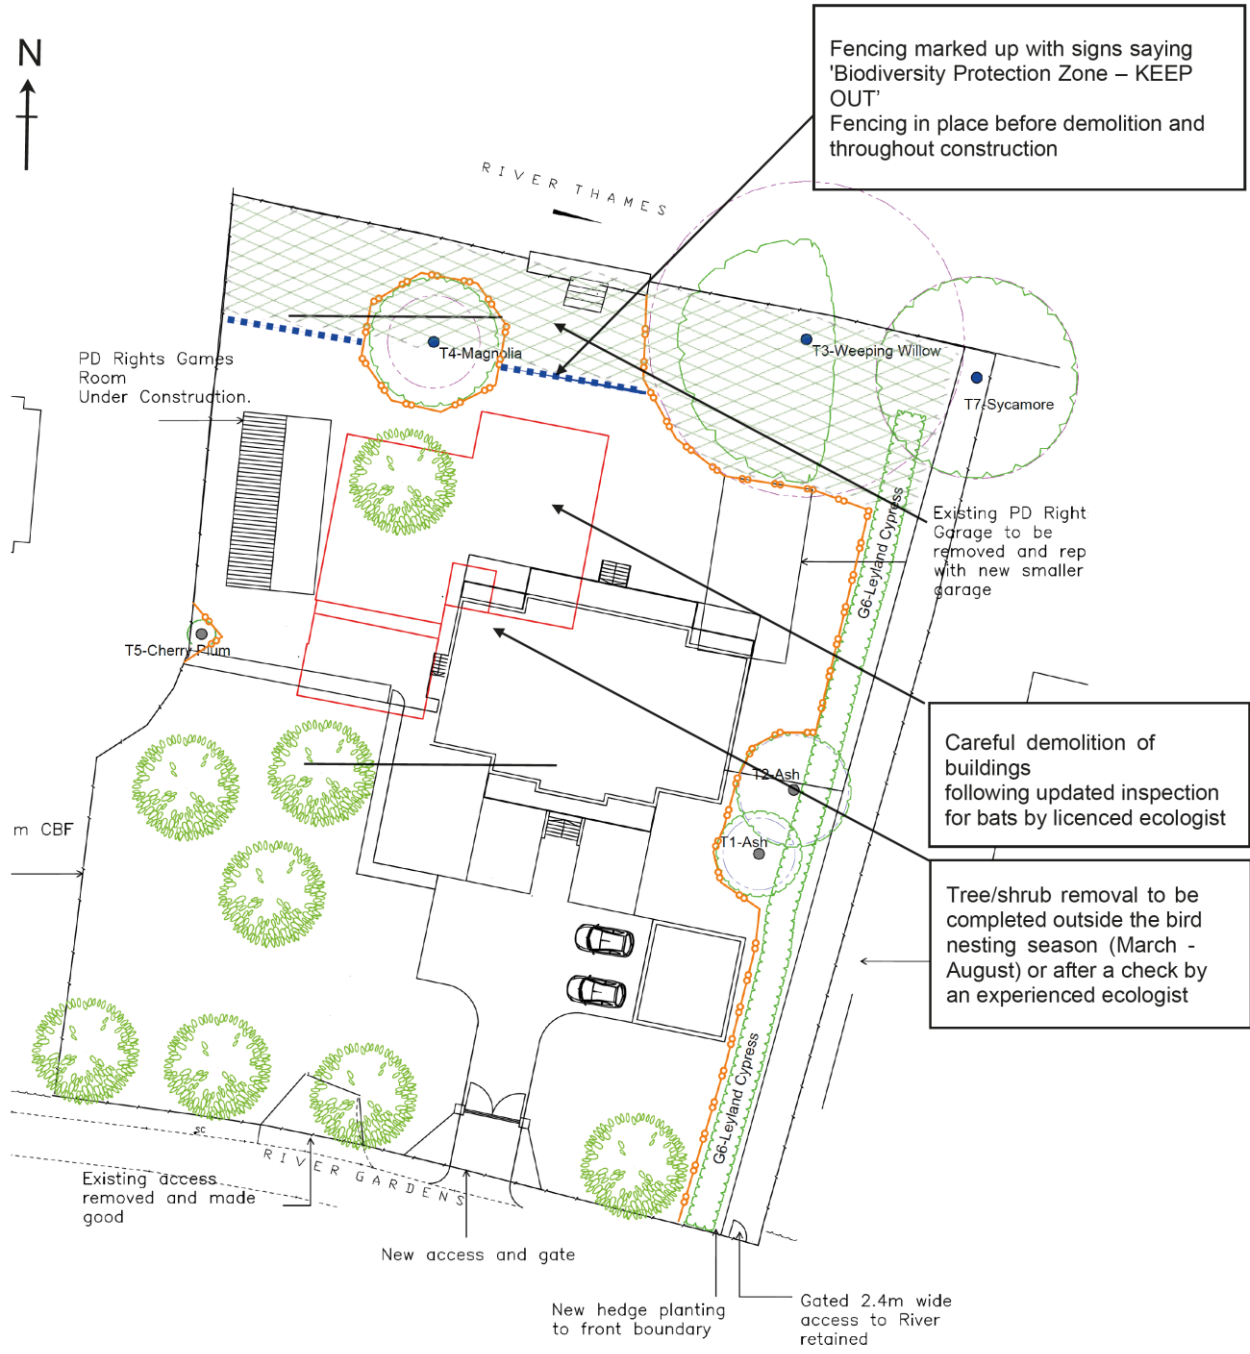 N
Fencing marked up with signs saying
'Biodiversity Protection Zone – KEEP
OUT'
Fencing in place before demolition and
throughout construction
RIVER THAMES
T3-Weeping Willow
T4-Magnolia
PD Rights Games
Room
Under Construction.
T7-Sycamore
Existing PD Right
Garage to be
removed and rep
with new smaller
garage
G6-Leyland Cypress
T5-Cherry Plum
Careful demolition of
buildings
following updated inspection
for bats by licenced ecologist
T2-Ash
m CBF
T1-Ash
Tree/shrub removal to be
completed outside the bird
nesting season (March -
August) or after a check by
an experienced ecologist
G6-Leyland Cypress
SC
RIVER GARDENS
Existing access
removed and made
good
New access and gate
New hedge planting
to front boundary
Gated 2.4m wide
access to River
retained